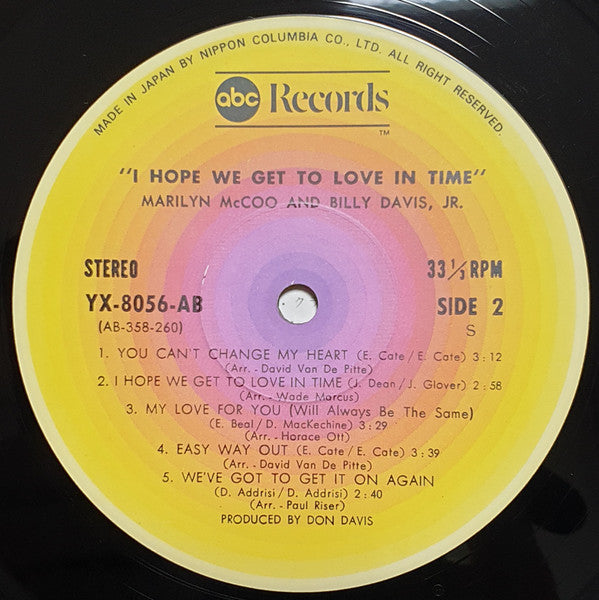 MADE IN JAPAN BY NIPPON COLUMBIA CO., LTD. ALL RIGHT RESERVED.
abc Records
TM
"I HOPE WE GET TO LOVE IN TIME"
MARILYN McCOO AND BILLY DAVIS, JR.
STEREO
33⅓ RPM
YX-8056-AB
SIDE 2
(AB-358-260)
S
1. YOU CAN'T CHANGE MY HEART (E. Cate / E. Cate) 3:12
(Arr. - David Van De Pitte)
2. I HOPE WE GET TO LOVE IN TIME (J. Dean / J. Glover) 2:58
(Arr. - Wade Marcus)
3. MY LOVE FOR YOU (Will Always Be The Same)
(E. Beal / D. MacKechine) 3:29
(Arr. - Horace Ott)
4. EASY WAY OUT (E. Cate / E. Cate) 3:39
(Arr. - David Van De Pitte)
5. WE'VE GOT TO GET IT ON AGAIN
(D. Addrisi / D. Addrisi) 2:40
(Arr. - Paul Riser)
PRODUCED BY DON DAVIS